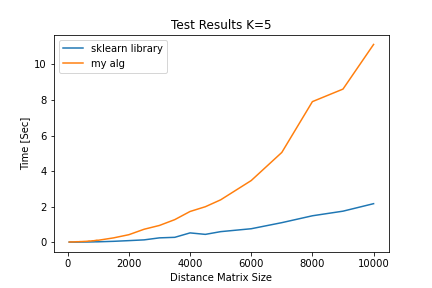 Test Results K=5
sklearn library
my alg
10
8
6
4
2
0
Time [Sec]
0 2000 4000 6000 8000 10000
Distance Matrix Size